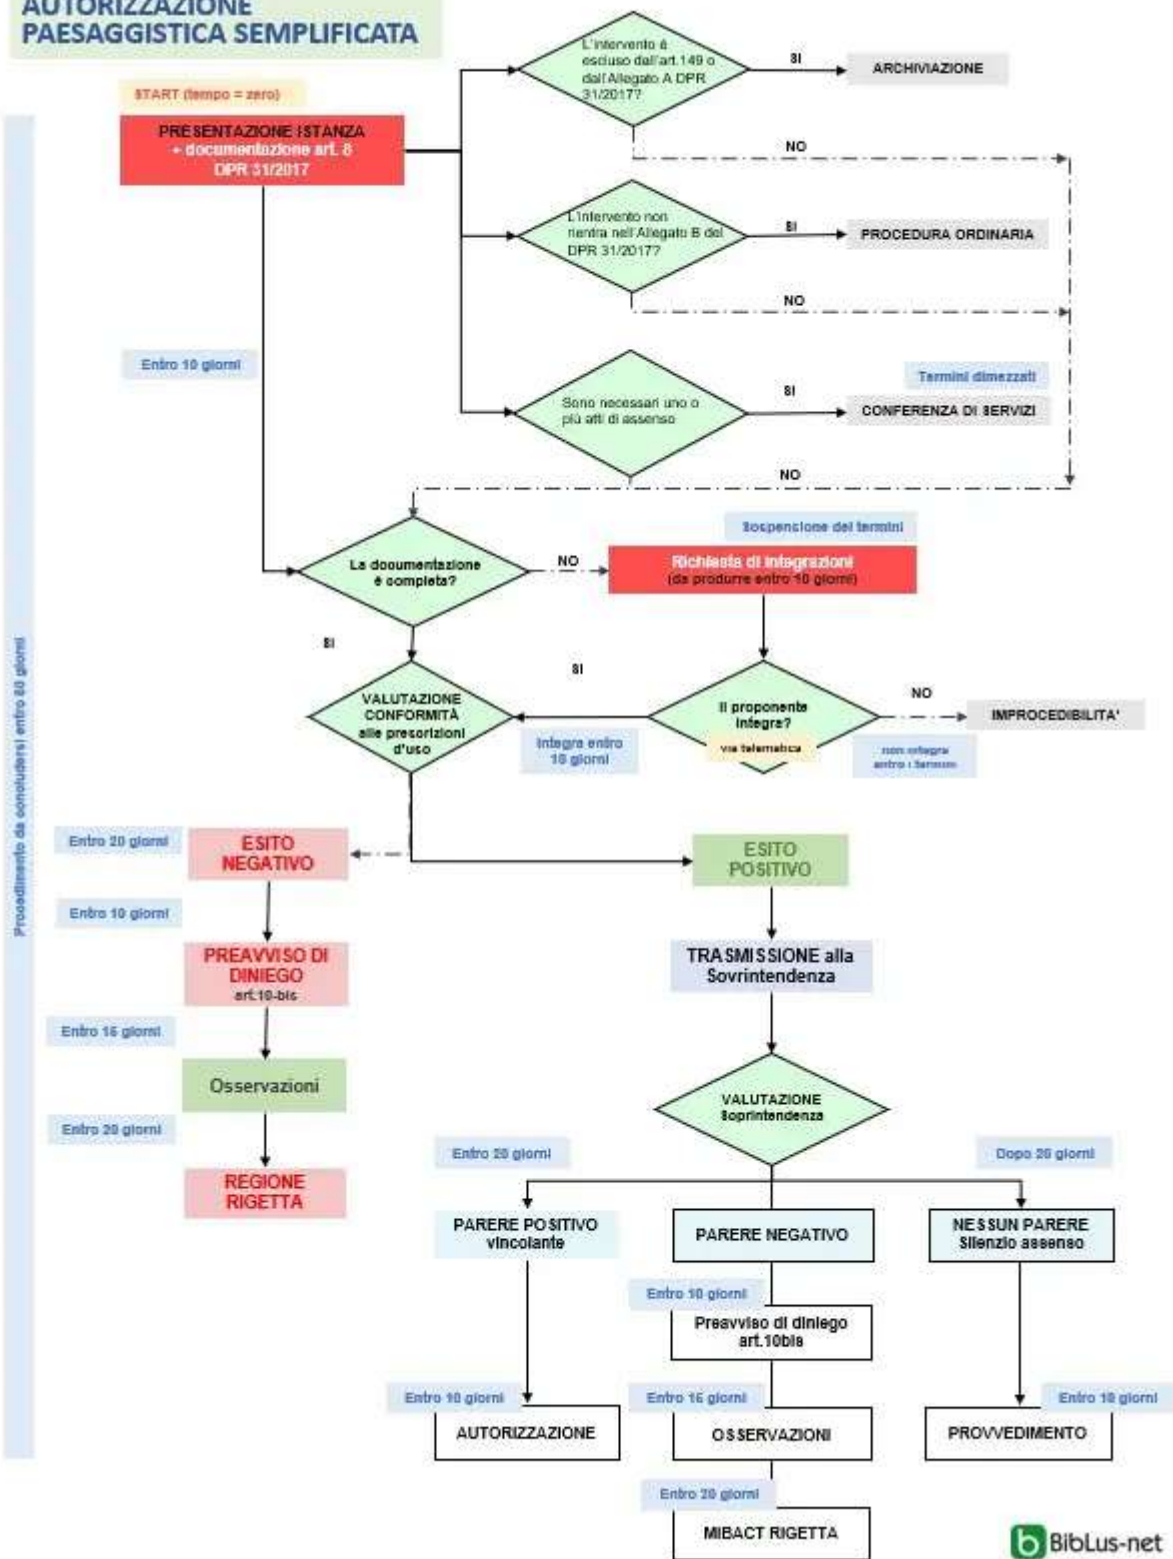 AUTORIZZAZIONE
PAESAGGISTICA SEMPLIFICATA
START (tempo = zero)
PRESENTAZIONE ISTANZA
+ documentazione art. 8
DPR 31/2017
L'intervento è
escluso dall'art.149 o
dall'Allegato A DPR
31/2017?
SI
ARCHIVIAZIONE
NO
L'intervento non
rientra nell'Allegato B del
DPR 31/2017?
SI
PROCEDURA ORDINARIA
NO
Entro 10 giorni
Termini dimezzati
Sono necessari uno o
più atti di assenso
SI
CONFERENZA DI SERVIZI
NO
Sospensione dei termini
La documentazione
è completa?
NO
Richiesta di integrazioni
(da produrre entro 10 giorni)
SI
SI
VALUTAZIONE
CONFORMITÀ
alle prescrizioni
d'uso
Integra entro
10 giorni
Il proponente
integra?
via telematica
NO
IMPROCEDIBILITA'
non integra
entro i termini
Procedimento da concludersi entro 60 giorni
Entro 20 giorni
ESITO
NEGATIVO
ESITO
POSITIVO
Entro 10 giorni
PREAVVISO DI
DINIEGO
art.10-bis
TRASMISSIONE alla
Sovrintendenza
Entro 15 giorni
Osservazioni
VALUTAZIONE
Soprintendenza
Entro 20 giorni
REGIONE
RIGETTA
Entro 20 giorni
Dopo 20 giorni
PARERE POSITIVO
vincolante
PARERE NEGATIVO
NESSUN PARERE
Silenzio assenso
Entro 10 giorni
Preavviso di diniego
art.10bis
Entro 10 giorni
Entro 15 giorni
Entro 10 giorni
AUTORIZZAZIONE
OSSERVAZIONI
PROVVEDIMENTO
Entro 20 giorni
MIBACT RIGETTA
b BibLus-net